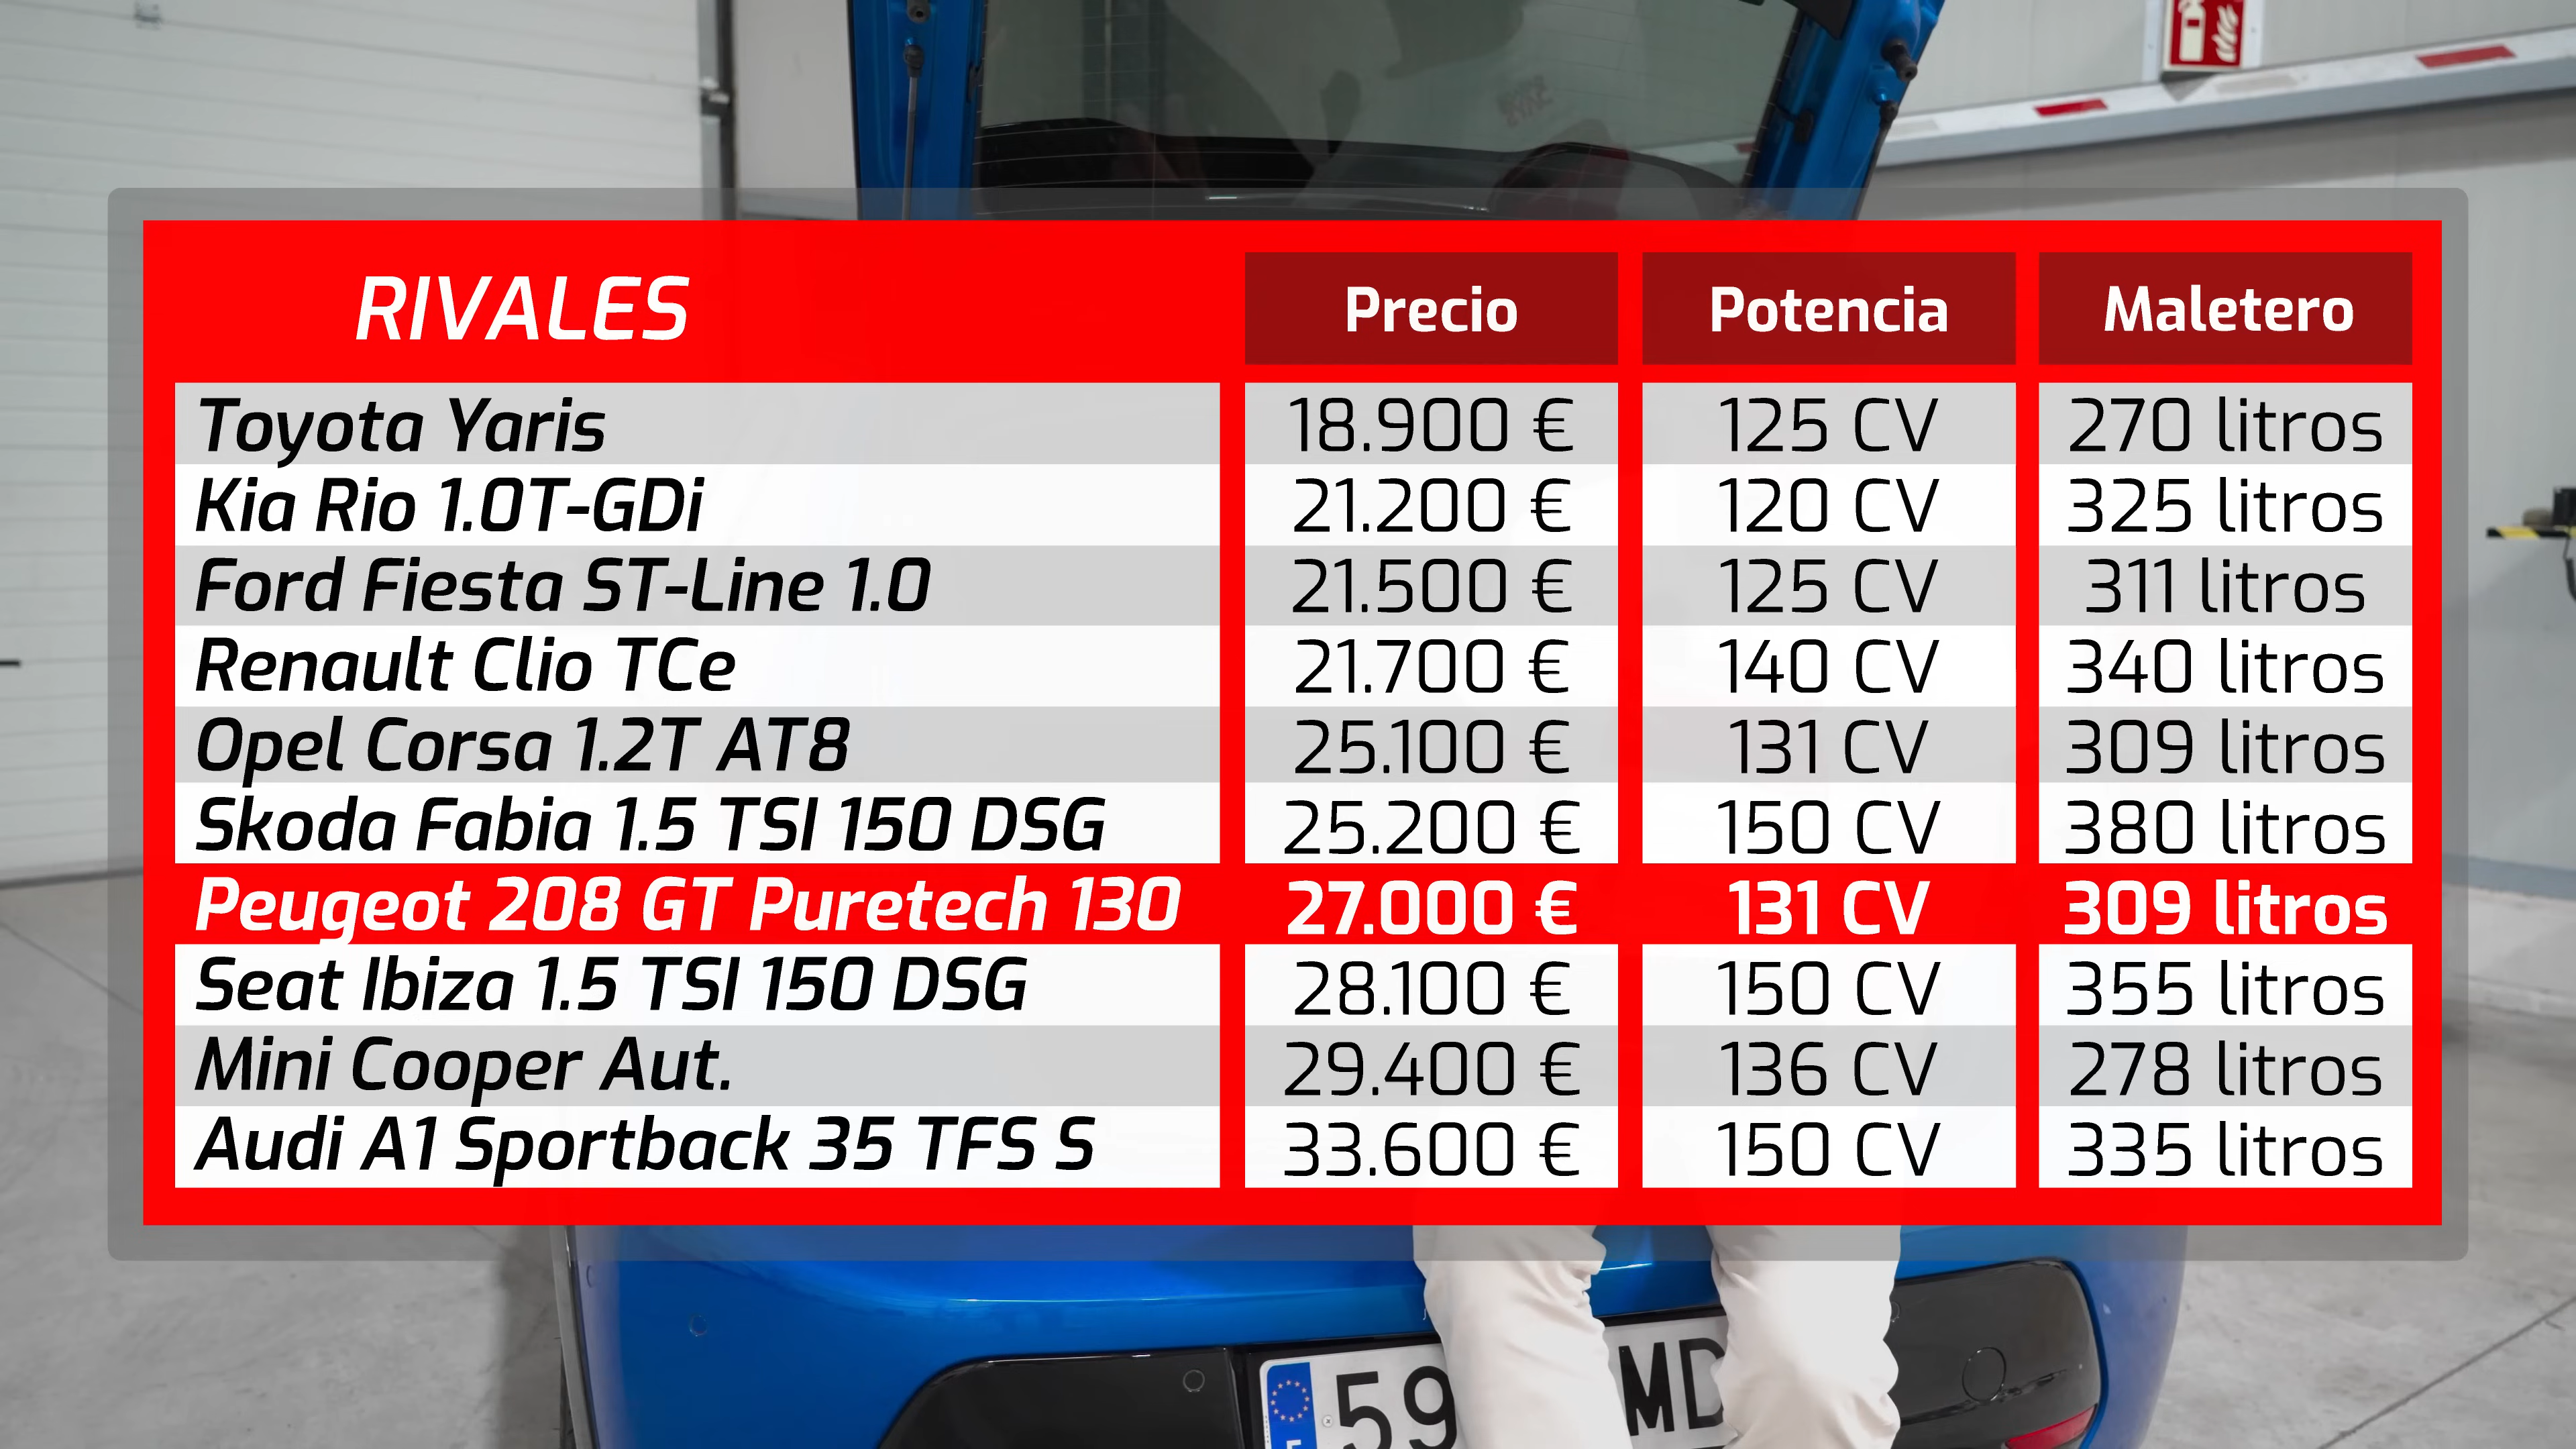 RIVALES Precio Potencia Maletero
Toyota Yaris 18.900 € 125 CV 270 litros
Kia Rio 1.0T-GDi 21.200 € 120 CV 325 litros
Ford Fiesta ST-Line 1.0 21.500 € 125 CV 311 litros
Renault Clio TCe 21.700 € 140 CV 340 litros
Opel Corsa 1.2T AT8 25.100 € 131 CV 309 litros
Skoda Fabia 1.5 TSI 150 DSG 25.200 € 150 CV 380 litros
Peugeot 208 GT Puretech 130 27.000 € 131 CV 309 litros
Seat Ibiza 1.5 TSI 150 DSG 28.100 € 150 CV 355 litros
Mini Cooper Aut. 29.400 € 136 CV 278 litros
Audi A1 Sportback 35 TFS S 33.600 € 150 CV 335 litros
59 MD